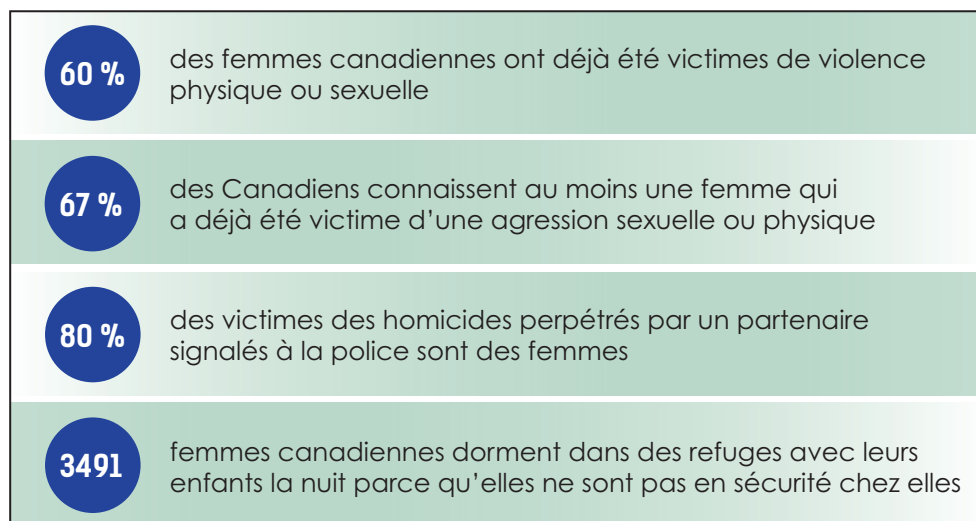 60 %
des femmes canadiennes ont déjà été victimes de violence
physique ou sexuelle
67 %
des Canadiens connaissent au moins une femme qui
a déjà été victime d’une agression sexuelle ou physique
80 %
des victimes des homicides perpétrés par un partenaire
signalés à la police sont des femmes
3491
femmes canadiennes dorment dans des refuges avec leurs
enfants la nuit parce qu’elles ne sont pas en sécurité chez elles